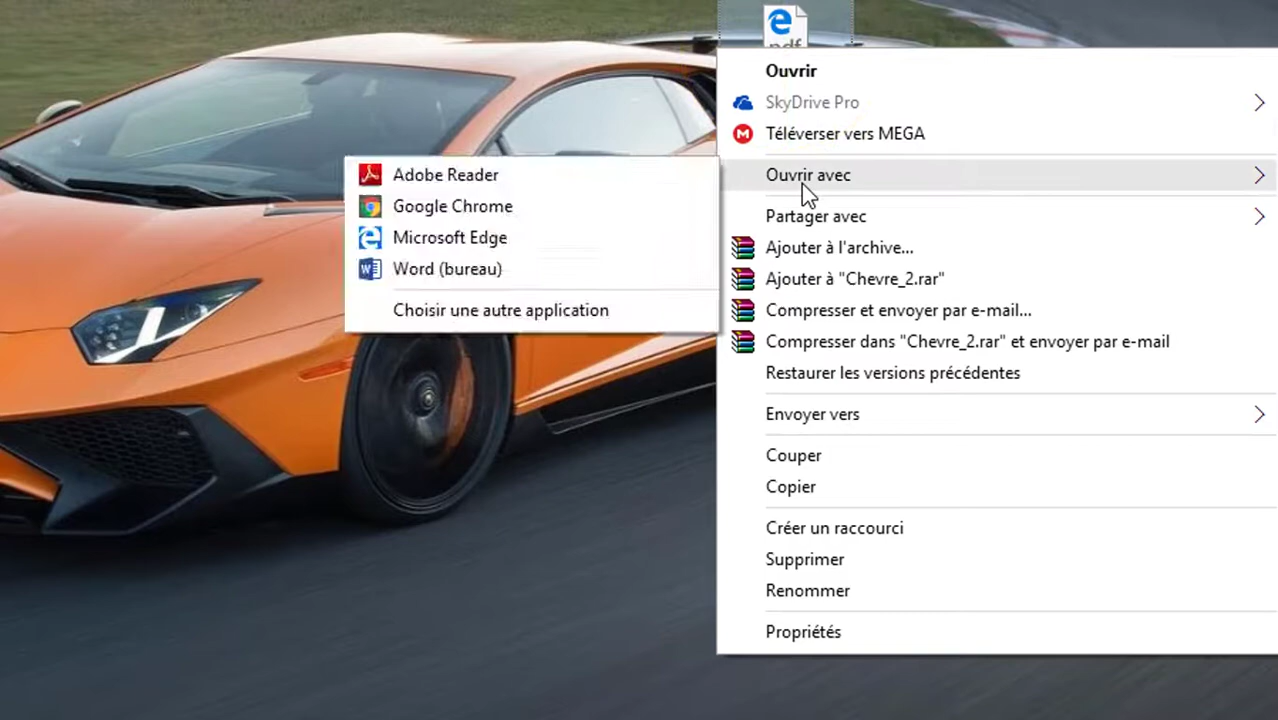 pdf
Ouvrir
SkyDrive Pro
Téléverser vers MEGA
Ouvrir avec
Adobe Reader
Google Chrome
Microsoft Edge
Word (bureau)
Choisir une autre application
Partager avec
Ajouter à l'archive...
Ajouter à "Chevre_2.rar"
Compresser et envoyer par e-mail...
Compresser dans "Chevre_2.rar" et envoyer par e-mail
Restaurer les versions précédentes
Envoyer vers
Couper
Copier
Créer un raccourci
Supprimer
Renommer
Propriétés